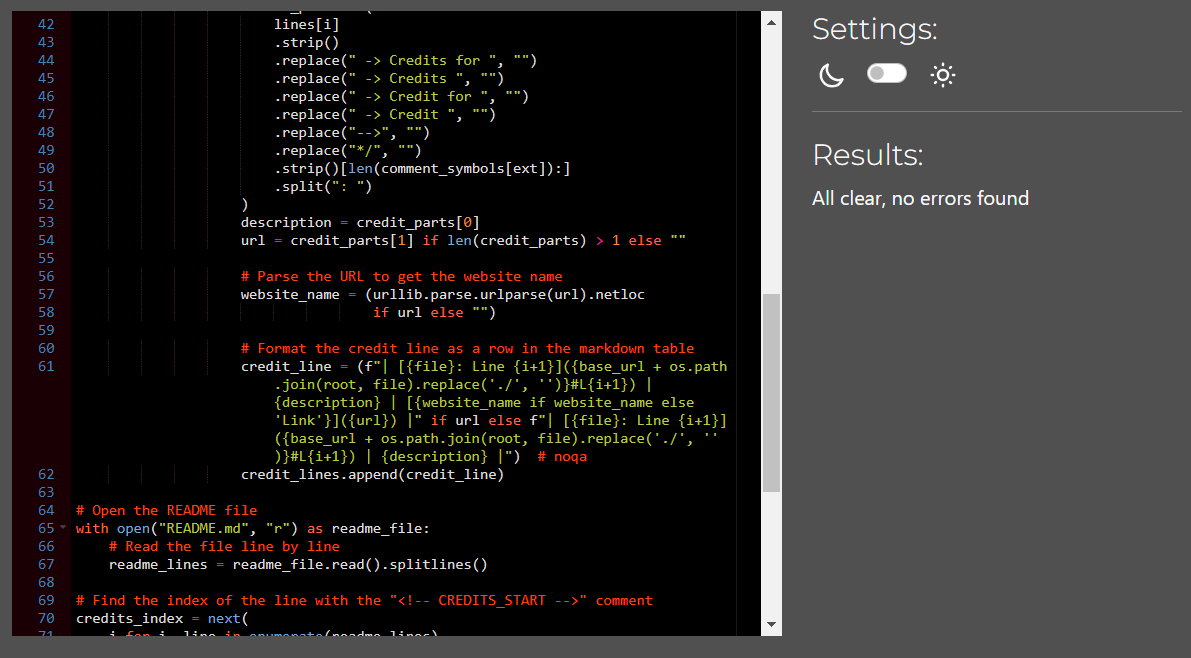 42 lines[i]
43 .strip()
44 .replace(" -> Credits for ", "")
45 .replace(" -> Credits ", "")
46 .replace(" -> Credit for ", "")
47 .replace(" -> Credit ", "")
48 .replace("-->", "")
49 .replace("*/", "")
50 .strip()[len(comment_symbols[ext]):]
51 .split(": ")
52 )
53 description = credit_parts[0]
54 url = credit_parts[1] if len(credit_parts) > 1 else ""
55
56 # Parse the URL to get the website name
57 website_name = (urllib.parse.urlparse(url).netloc
58 if url else "")
59
60 # Format the credit line as a row in the markdown table
61 credit_line = (f"| [{file}: Line {i+1}]({base_url + os.path
.join(root, file).replace('./', '')}#L{i+1}) |
{description} | [{website_name if website_name else
'Link'}]({url}) |" if url else f"| [{file}: Line {i+1}]
({base_url + os.path.join(root, file).replace('./', ''
)}#L{i+1}) | {description} |")  # noqa
62 credit_lines.append(credit_line)
63
64 # Open the README file
65 with open("README.md", "r") as readme_file:
66 # Read the file line by line
67 readme_lines = readme_file.read().splitlines()
68
69 # Find the index of the line with the "<!-- CREDITS_START -->" comment
70 credits_index = next(
71 i for i, line in enumerate(readme_lines)
Settings:
Results:
All clear, no errors found